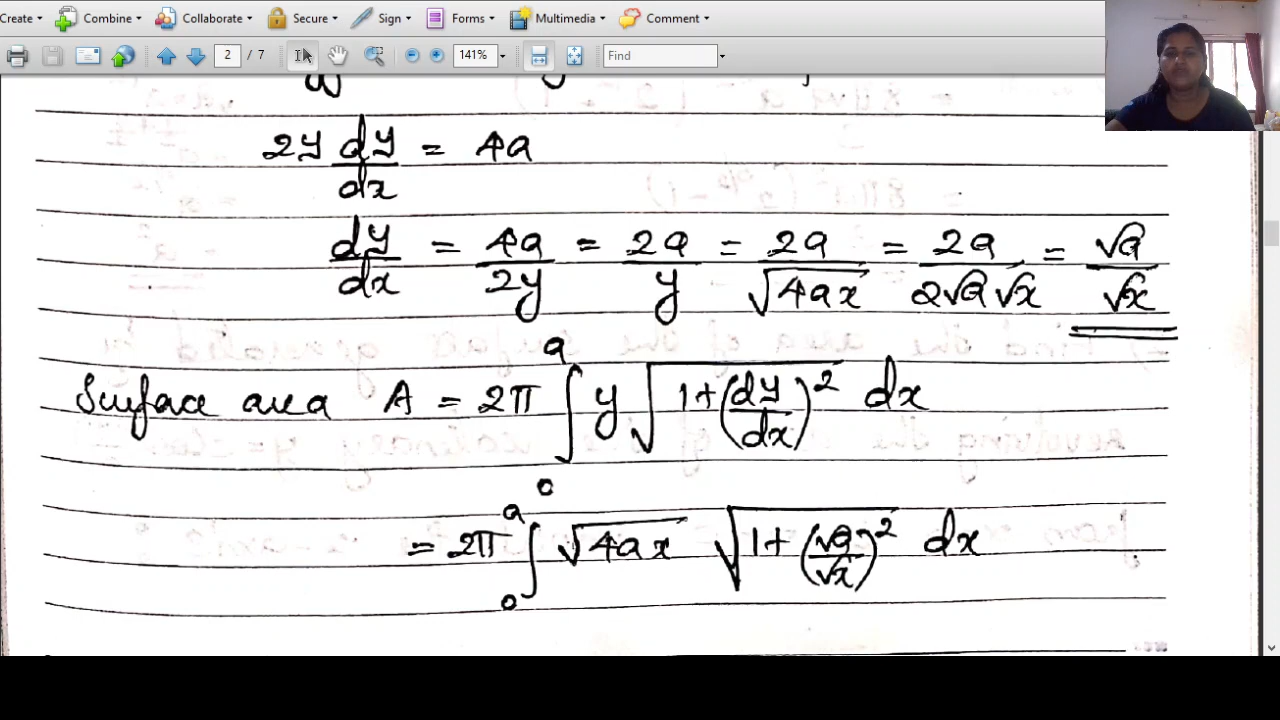 Create Combine Collaborate Secure Sign Forms Multimedia Comment
2 / 7 141% Find
2y dy/dx = 4a
dy/dx = 4a/2y = 2a/y = 2a/√4ax = 2a/2√a√x = √a/√x
Surface area A = 2π ∫₀ᵃ y √1+(dy/dx)² dx
= 2π ∫₀ᵃ √4ax √1+(√a/√x)² dx